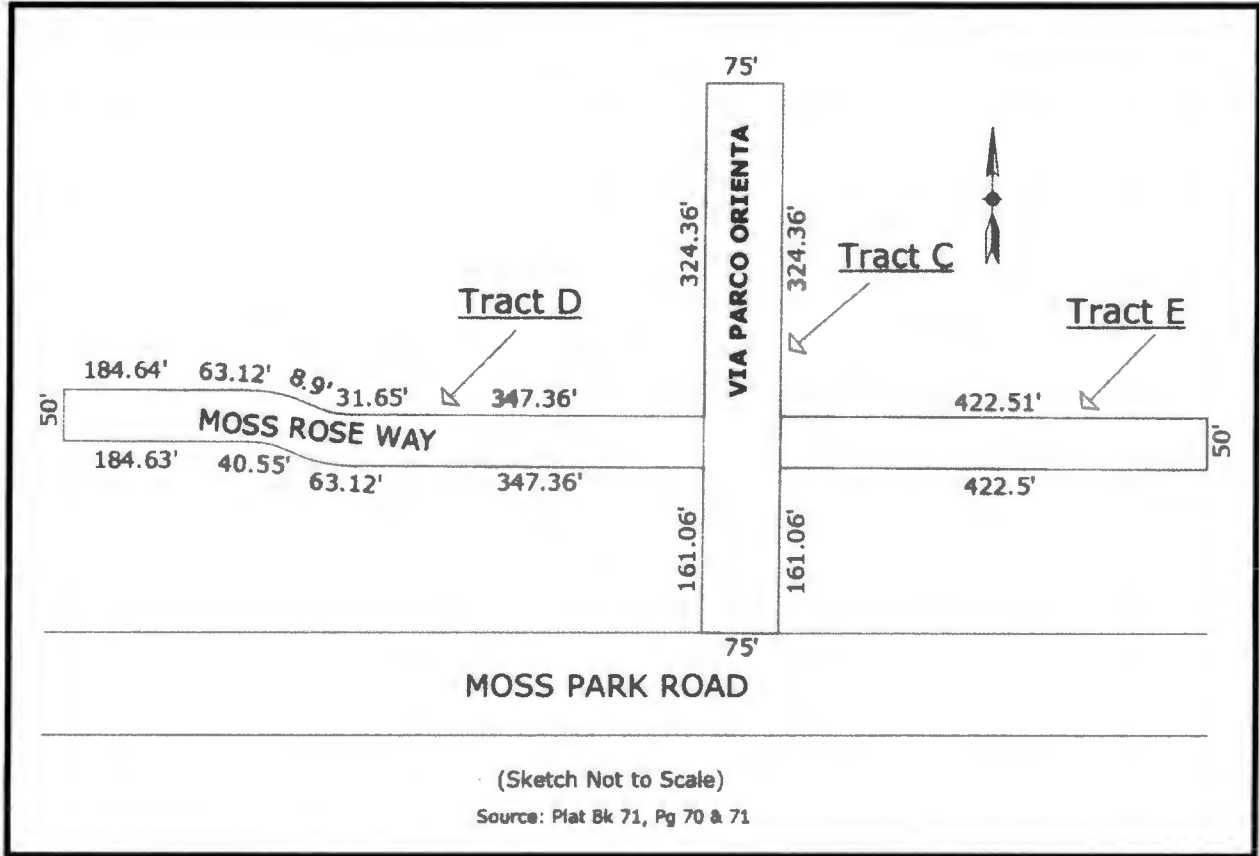 75'
VIA PARCO ORIENTA
324.36'
324.36'
Tract C
Tract D
Tract E
184.64'
63.12'
8.9'
31.65'
347.36'
422.51'
50'
MOSS ROSE WAY
50'
184.63'
40.55'
63.12'
347.36'
422.5'
161.06'
161.06'
75'
MOSS PARK ROAD
(Sketch Not to Scale)
Source: Plat Bk 71, Pg 70 & 71